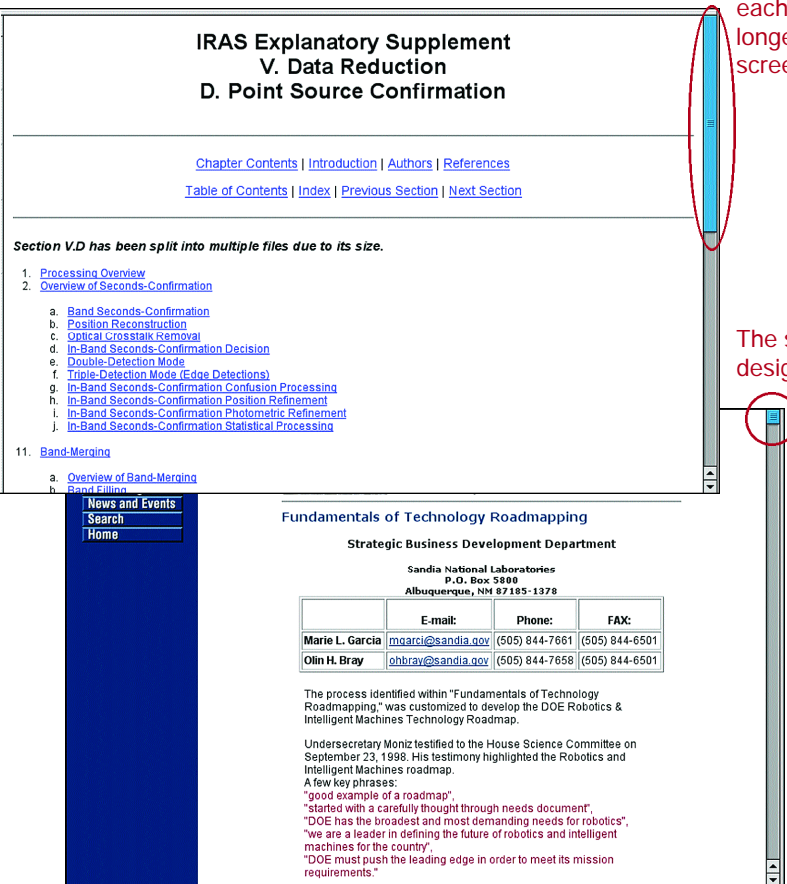 each
longe
scree
IRAS Explanatory Supplement
V. Data Reduction
D. Point Source Confirmation
Chapter Contents | Introduction | Authors | References
Table of Contents | Index | Previous Section | Next Section
Section V.D has been split into multiple files due to its size.
1. Processing Overview
2. Overview of Seconds-Confirmation
a. Band Seconds-Confirmation
b. Position Reconstruction
c. Optical Crosstalk Removal
d. In-Band Seconds-Confirmation Decision
e. Double-Detection Mode
f. Triple-Detection Mode (Edge Detections)
g. In-Band Seconds-Confirmation Confusion Processing
h. In-Band Seconds-Confirmation Position Refinement
i. In-Band Seconds-Confirmation Photometric Refinement
j. In-Band Seconds-Confirmation Statistical Processing
11. Band-Merging
a. Overview of Band-Merging
b. Band Filling
The s
desig
News and Events
Search
Home
Fundamentals of Technology Roadmapping
Strategic Business Development Department
Sandia National Laboratories
P.O. Box 5800
Albuquerque, NM 87185-1378
E-mail: Phone: FAX:
Marie L. Garcia mgarci@sandia.gov (505) 844-7661 (505) 844-6501
Olin H. Bray ohbray@sandia.gov (505) 844-7658 (505) 844-6501
The process identified within "Fundamentals of Technology
Roadmapping," was customized to develop the DOE Robotics &
Intelligent Machines Technology Roadmap.
Undersecretary Moniz testified to the House Science Committee on
September 23, 1998. His testimony highlighted the Robotics and
Intelligent Machines roadmap.
A few key phrases:
"good example of a roadmap",
"started with a carefully thought through needs document",
"DOE has the broadest and most demanding needs for robotics",
"we are a leader in defining the future of robotics and intelligent
machines for the country",
"DOE must push the leading edge in order to meet its mission
requirements."